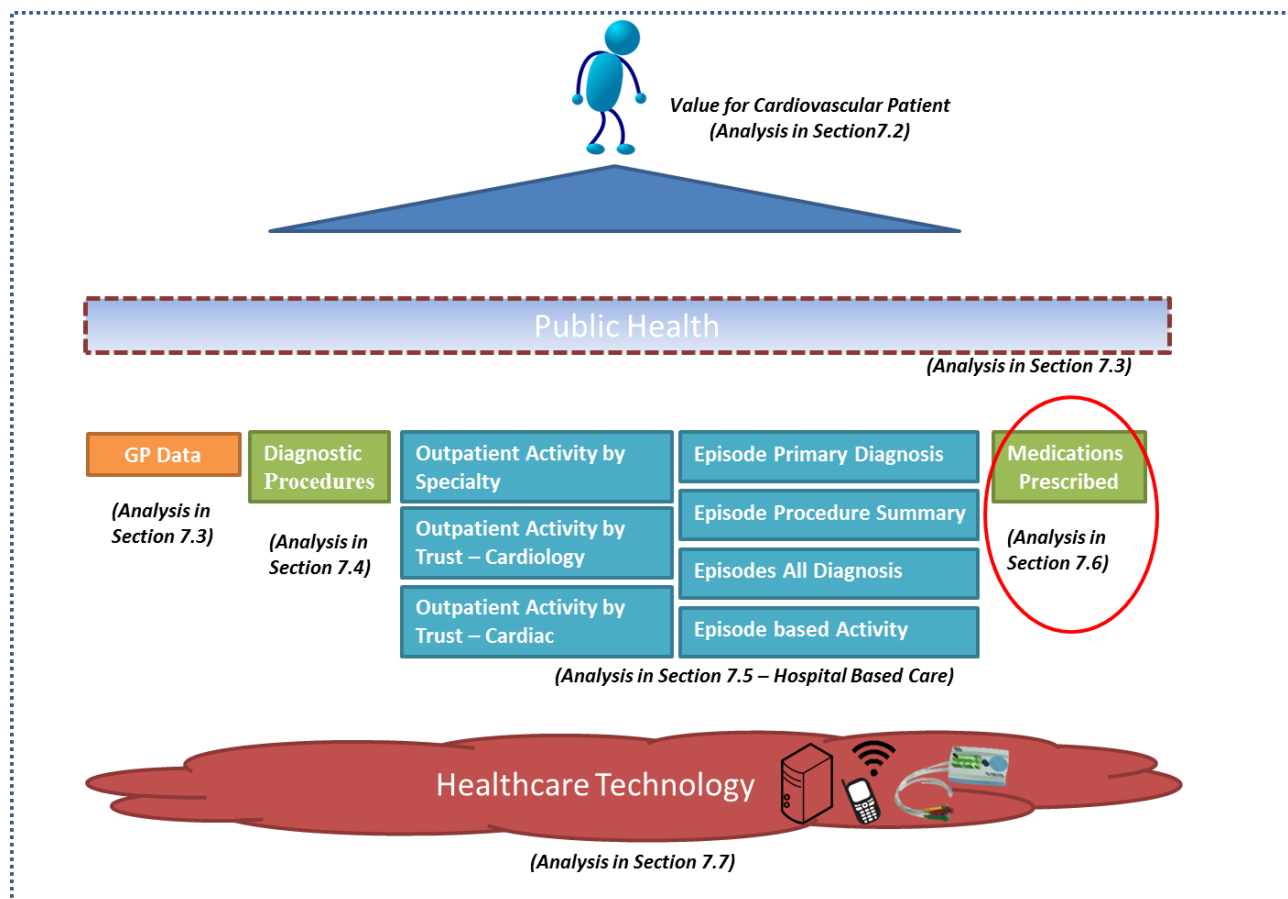 Value for Cardiovascular Patient
(Analysis in Section7.2)
Public Health
(Analysis in Section 7.3)
GP Data
(Analysis in
Section 7.3)
Diagnostic
Procedures
(Analysis in
Section 7.4)
Outpatient Activity by
Specialty
Outpatient Activity by
Trust – Cardiology
Outpatient Activity by
Trust – Cardiac
Episode Primary Diagnosis
Episode Procedure Summary
Episodes All Diagnosis
Episode based Activity
(Analysis in Section 7.5 – Hospital Based Care)
Medications
Prescribed
(Analysis in
Section 7.6)
Healthcare Technology
(Analysis in Section 7.7)